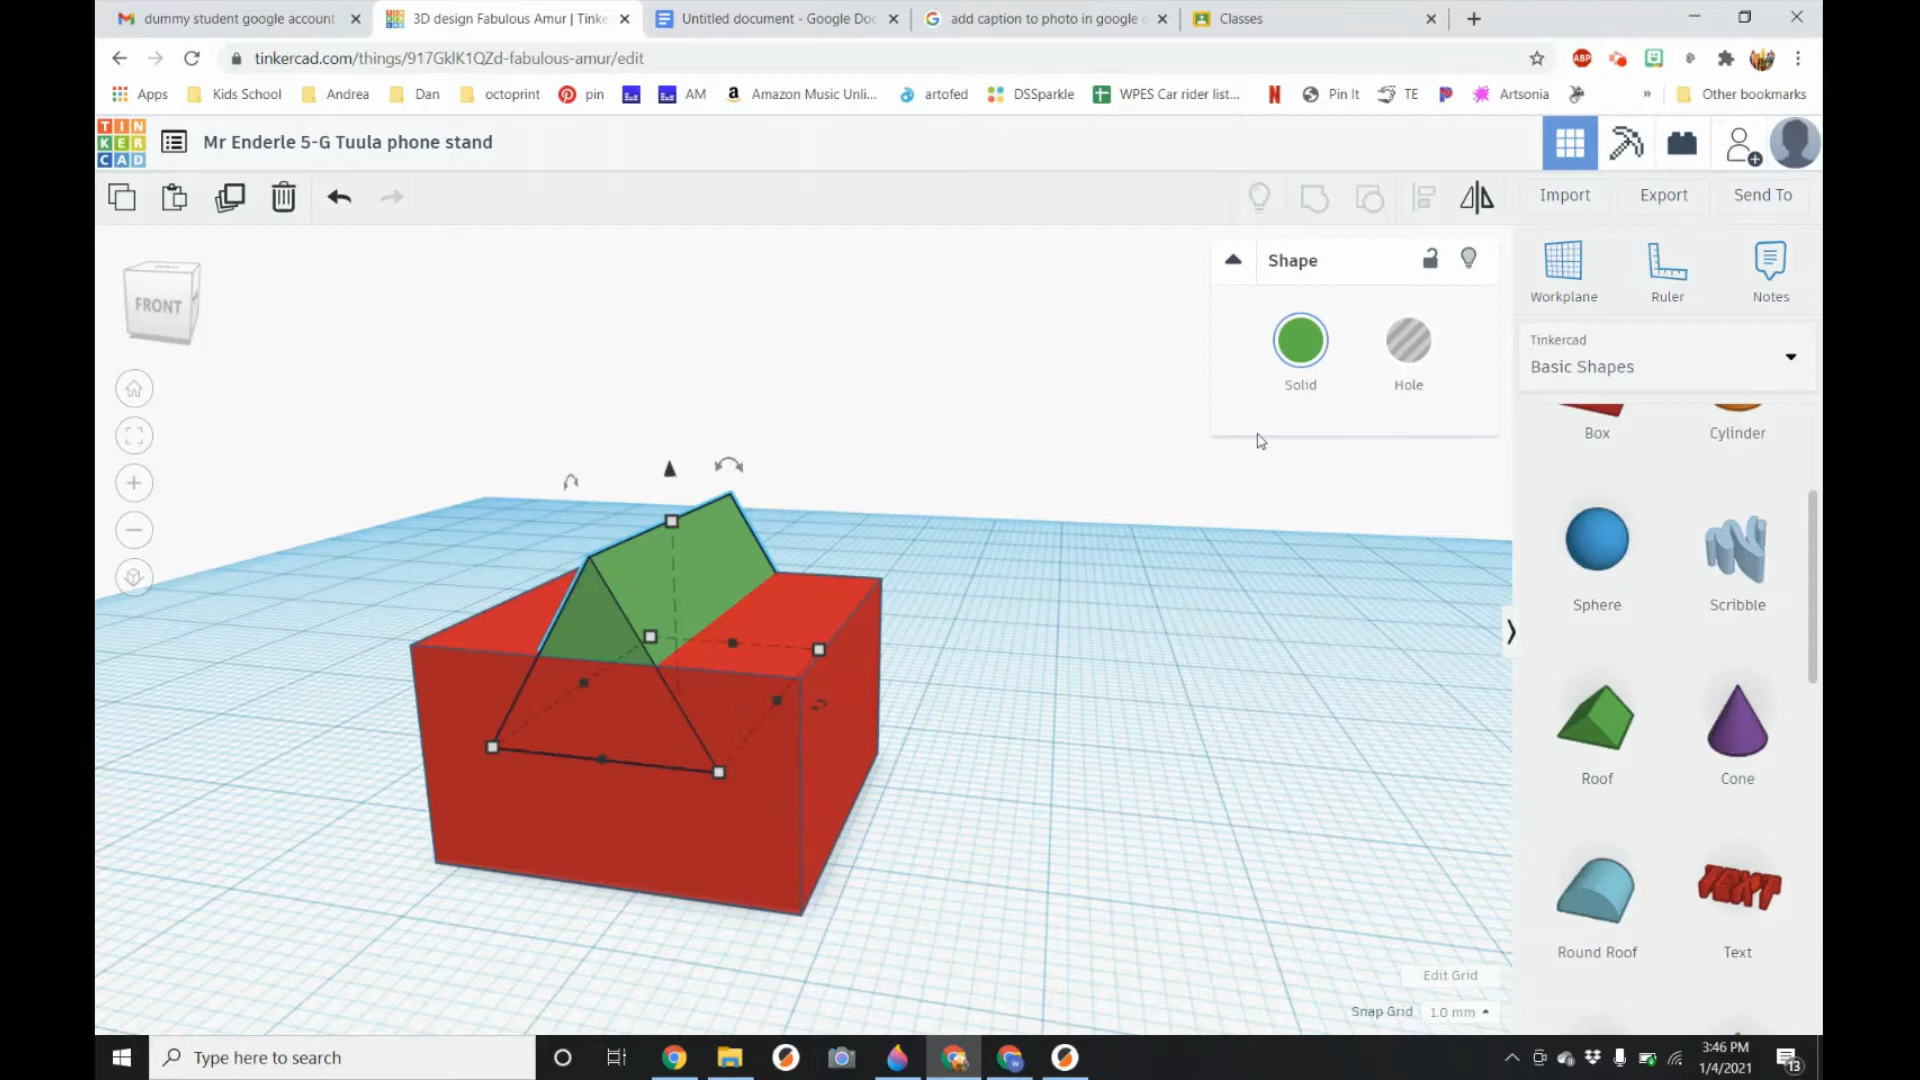 dummy student google account
3D design Fabulous Amur | Tinke
Untitled document - Google Doc
add caption to photo in google
Classes
tinkercad.com/things/917GklK1QZd-fabulous-amur/edit
ABP
Apps
Kids School
Andrea
Dan
octoprint
pin
AM
Amazon Music Unli...
artofed
DSSparkle
WPES Car rider list...
Pin It
TE
Artsonia
»
Other bookmarks
TIN
KER
CAD
Mr Enderle 5-G Tuula phone stand
Import
Export
Send To
FRONT
Shape
Solid
Hole
Workplane
Ruler
Notes
Tinkercad
Basic Shapes
Box
Cylinder
Sphere
Scribble
Roof
Cone
Round Roof
TEXT
Text
Edit Grid
Snap Grid
1.0 mm
Type here to search
3:46 PM
1/4/2021
13